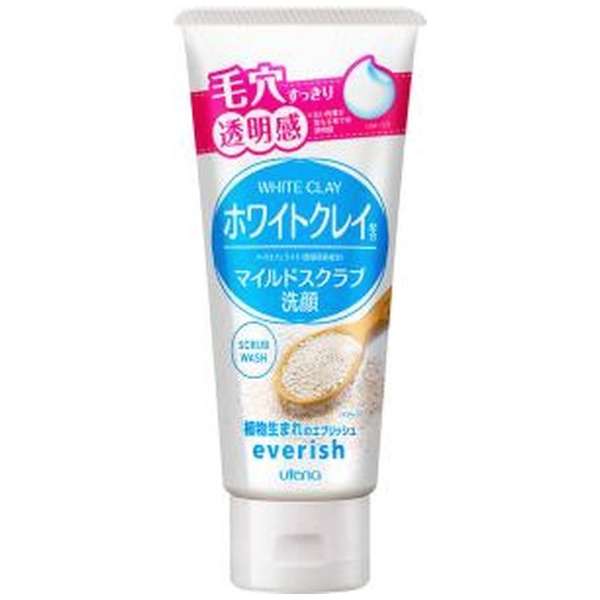 毛穴すっきり
透明感
WHITE CLAY
ホワイトクレイ配合
マイルドスクラブ
洗顔
SCRUB
WASH
植物生まれのエブリッシュ
everish
utena